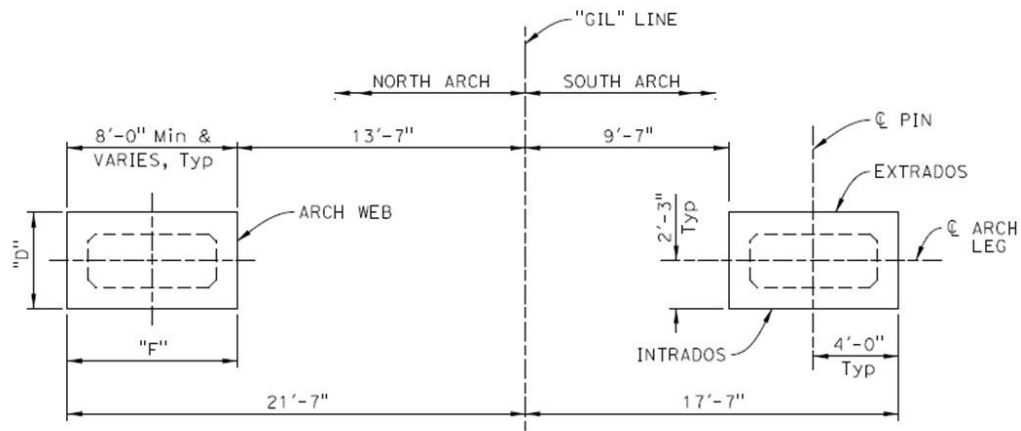 "GIL" LINE
NORTH ARCH
SOUTH ARCH
8'-0" Min &
VARIES, Typ
13'-7"
9'-7"
℄ PIN
EXTRADOS
ARCH WEB
2'-3"
Typ
℄ ARCH
LEG
"D"
"F"
INTRADOS
4'-0"
Typ
21'-7"
17'-7"